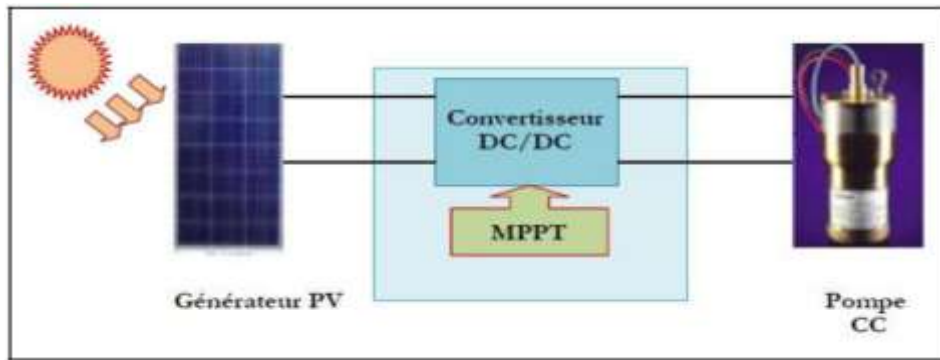 Convertisseur
DC/DC
MPPT
Générateur PV
Pompe
CC